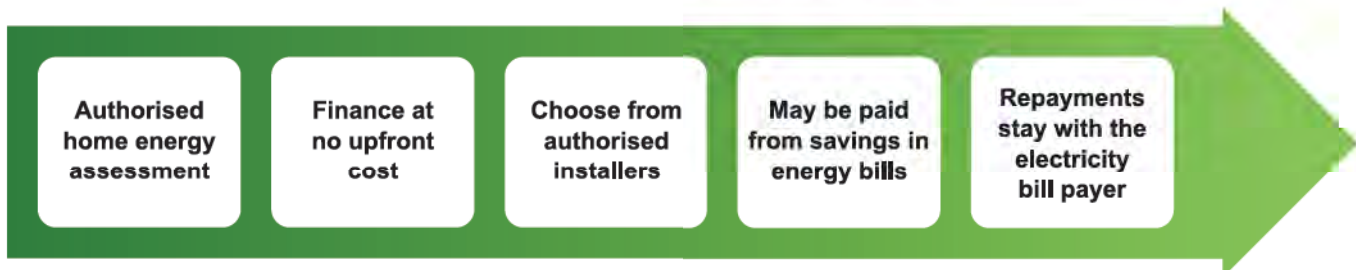 Authorised
home energy
assessment
Finance at
no upfront
cost
Choose from
authorised
installers
May be paid
from savings in
energy bills
Repayments
stay with the
electricity
bill payer